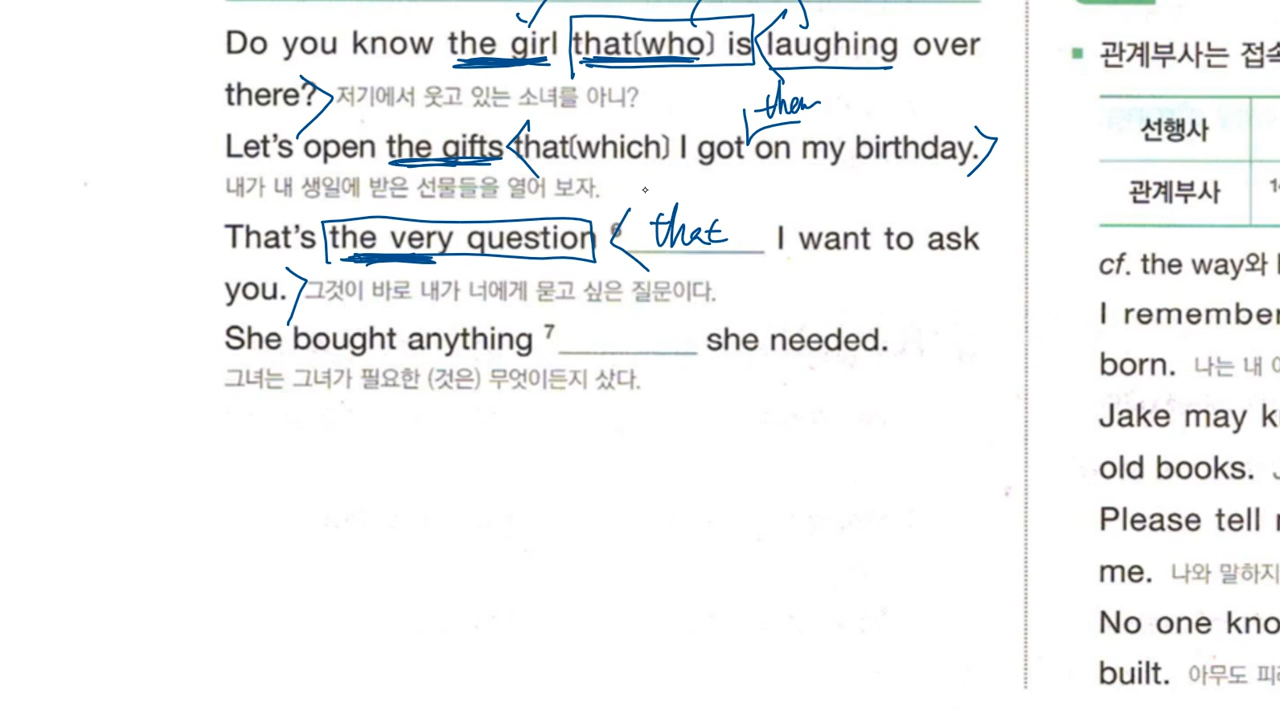 Do you know the girl that(who) is laughing over
there? 저기에서 웃고 있는 소녀를 아니?
them
Let's open the gifts that(which) I got on my birthday.
내가 내 생일에 받은 선물들을 열어 보자.
That's the very question 6 that I want to ask
you. 그것이 바로 내가 너에게 묻고 싶은 질문이다.
She bought anything 7 she needed.
그녀는 그녀가 필요한 (것은) 무엇이든지 샀다.
관계부사는
선행사
관계부사
cf. the way와
I remember
born. 나는 내
Jake may
old books.
Please tell
me. 나와 말하지
No one
built. 아무도